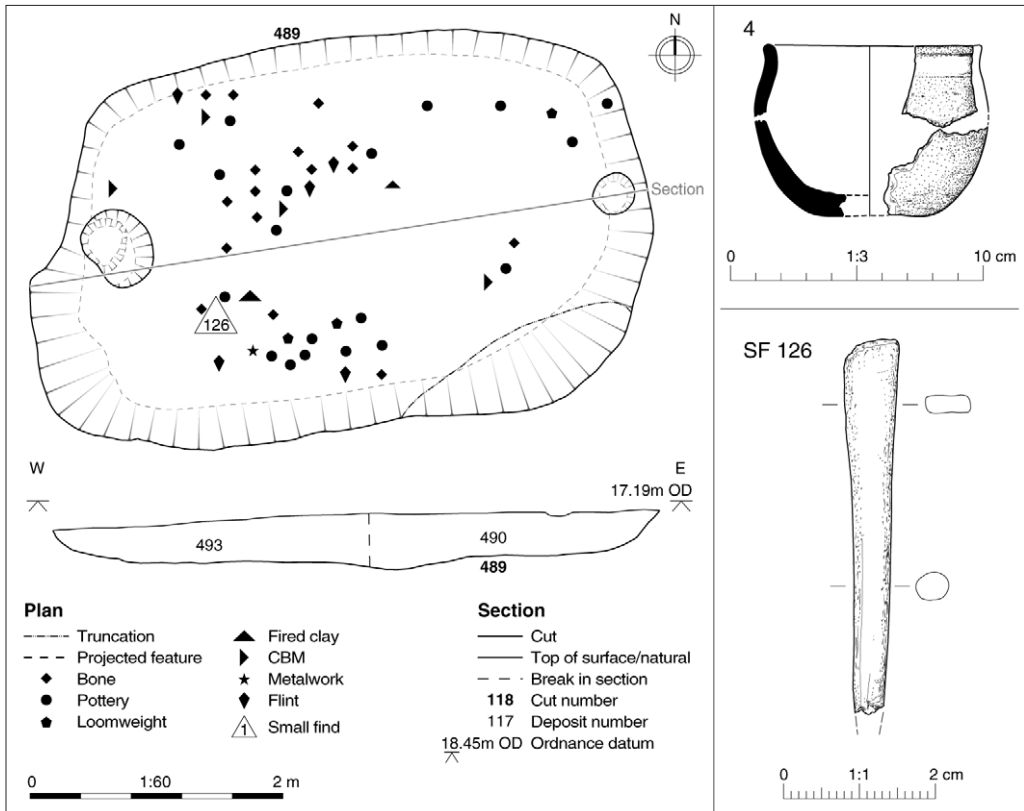 489
N
Section
126
W
E
17.19m OD
493
490
489
Plan
Truncation
Projected feature
Bone
Pottery
Loomweight
Fired clay
CBM
Metalwork
Flint
1 Small find
Section
Cut
Top of surface/natural
Break in section
118 Cut number
117 Deposit number
18.45m OD Ordnance datum
0 1:60 2 m
4
0 1:3 10 cm
SF 126
0 1:1 2 cm